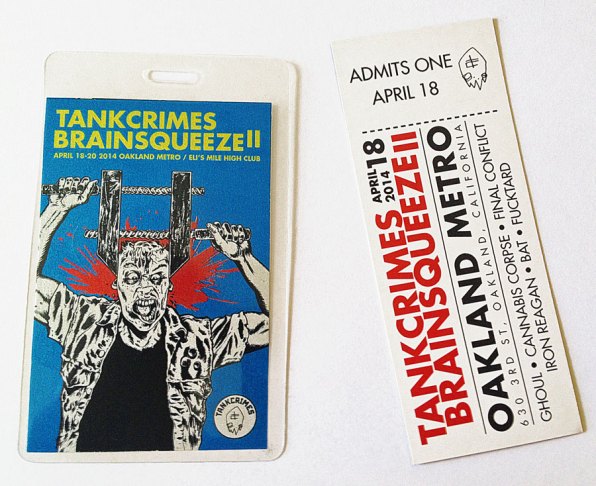 TANKCRIMES
BRAINSQUEEZE II
APRIL 18-20 2014 OAKLAND METRO / ELI'S MILE HIGH CLUB
TANKCRIMES
ADMITS ONE
APRIL 18
TANKCRIMES APRIL 18 2014
BRAINSQUEEZE II
OAKLAND METRO
630 3RD ST, OAKLAND, CALIFORNIA
GHOUL • CANNABIS CORPSE • FINAL CONFLICT
IRON REAGAN • BAT • FUCKTARD